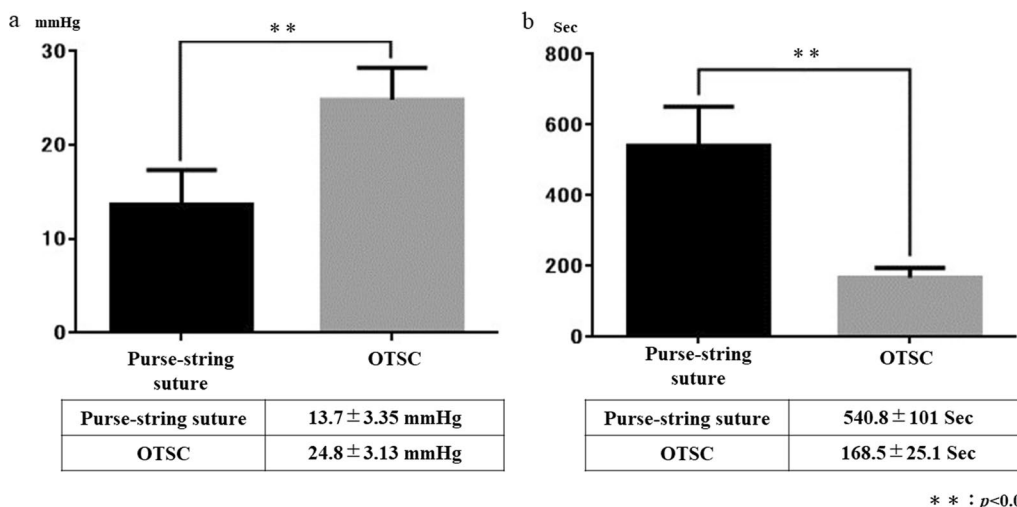 a
mmHg
30
20
10
0
＊＊
Purse-string
suture
OTSC
Purse-string suture 13.7±3.35 mmHg
OTSC 24.8±3.13 mmHg
b
Sec
800
600
400
200
0
＊＊
Purse-string
suture
OTSC
Purse-string suture 540.8±101 Sec
OTSC 168.5±25.1 Sec
＊＊：p<0.0